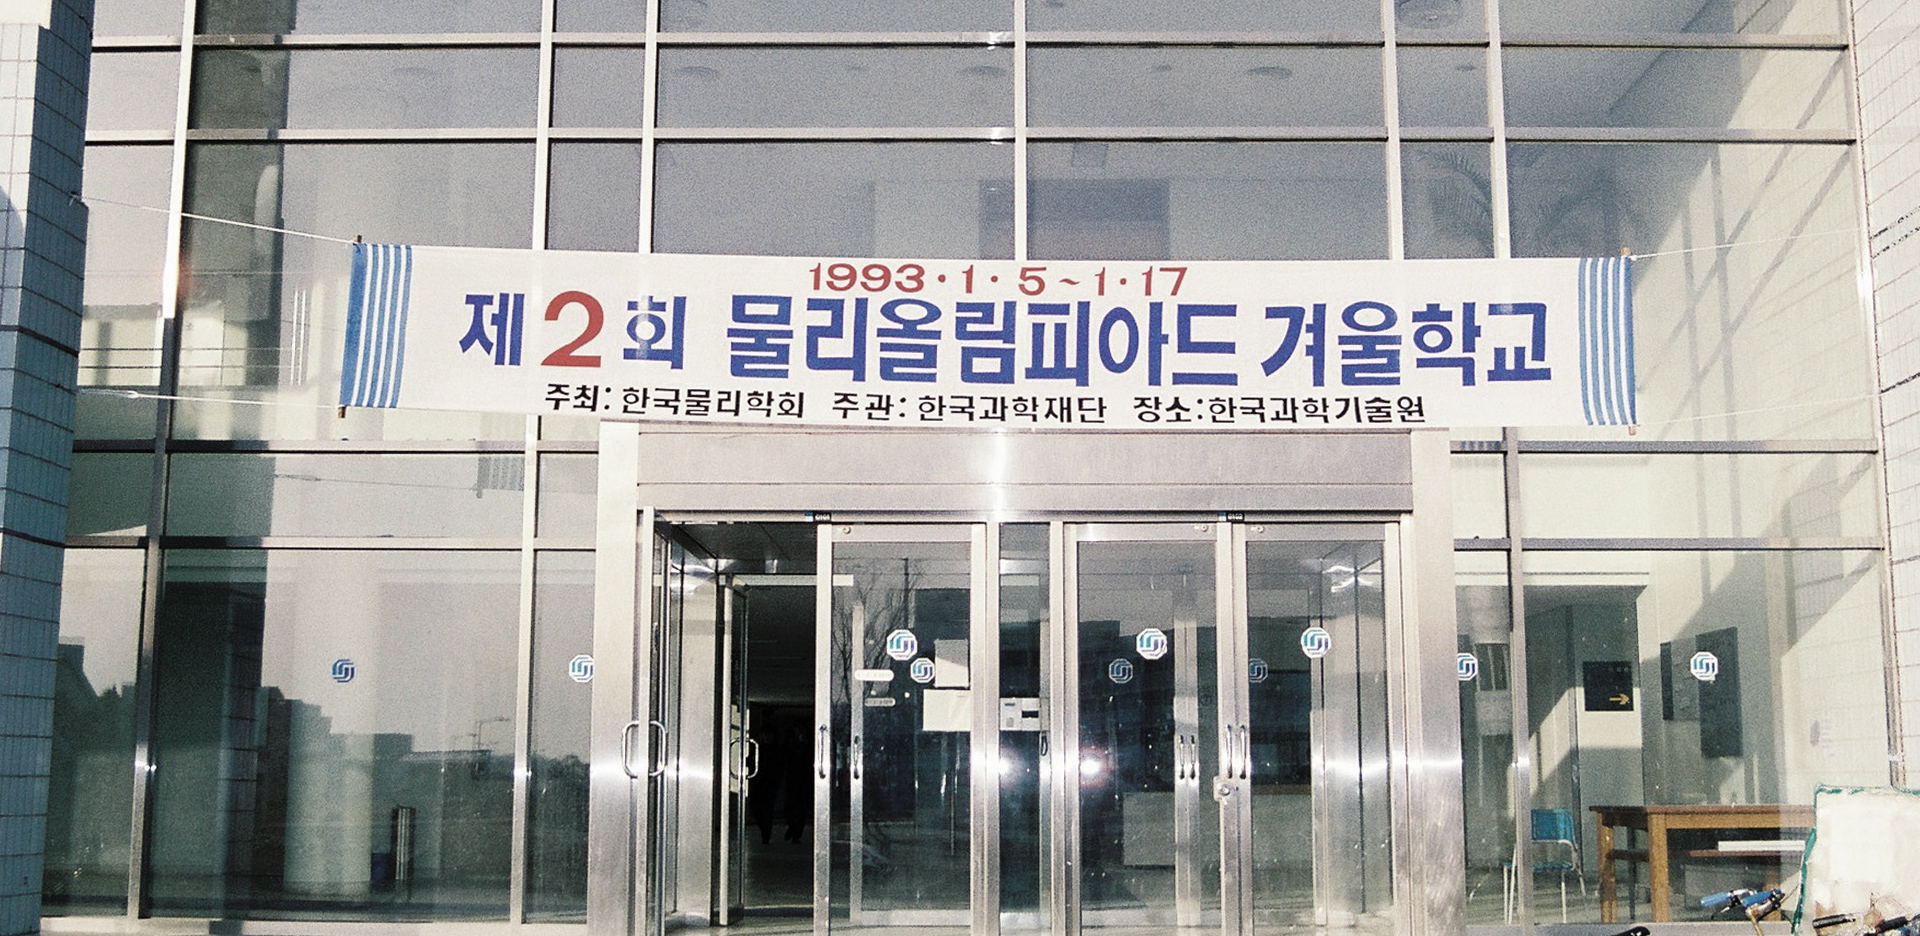 1993·1·5~1·17
제2회 물리올림피아드 겨울학교
주최: 한국물리학회 주관: 한국과학재단 장소:한국과학기술원